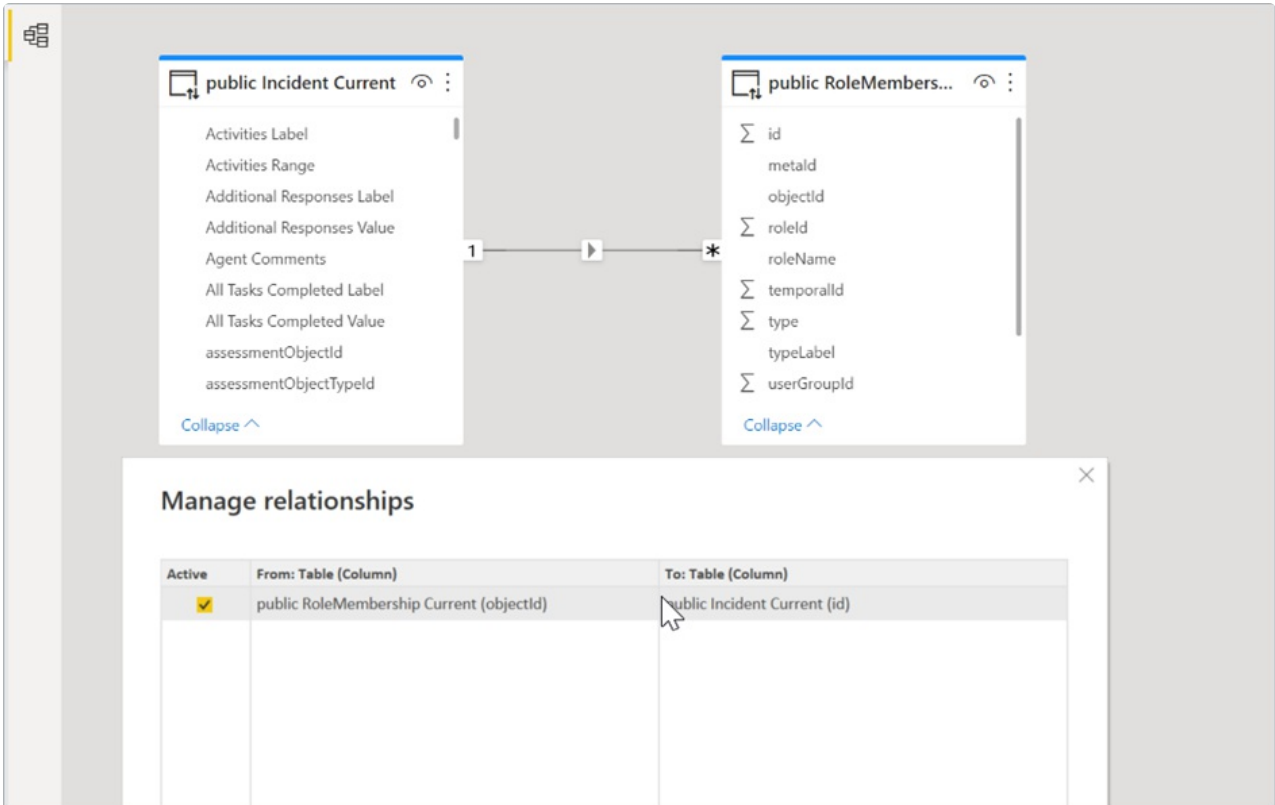 public Incident Current
Activities Label
Activities Range
Additional Responses Label
Additional Responses Value
Agent Comments
All Tasks Completed Label
All Tasks Completed Value
assessmentObjectId
assessmentObjectTypeId
Collapse
1
*
public RoleMembers...
Σ id
metaId
objectId
Σ roleId
roleName
Σ temporalId
Σ type
typeLabel
Σ userGroupId
Collapse
Manage relationships
Active From: Table (Column) To: Table (Column)
public RoleMembership Current (objectId) public Incident Current (id)